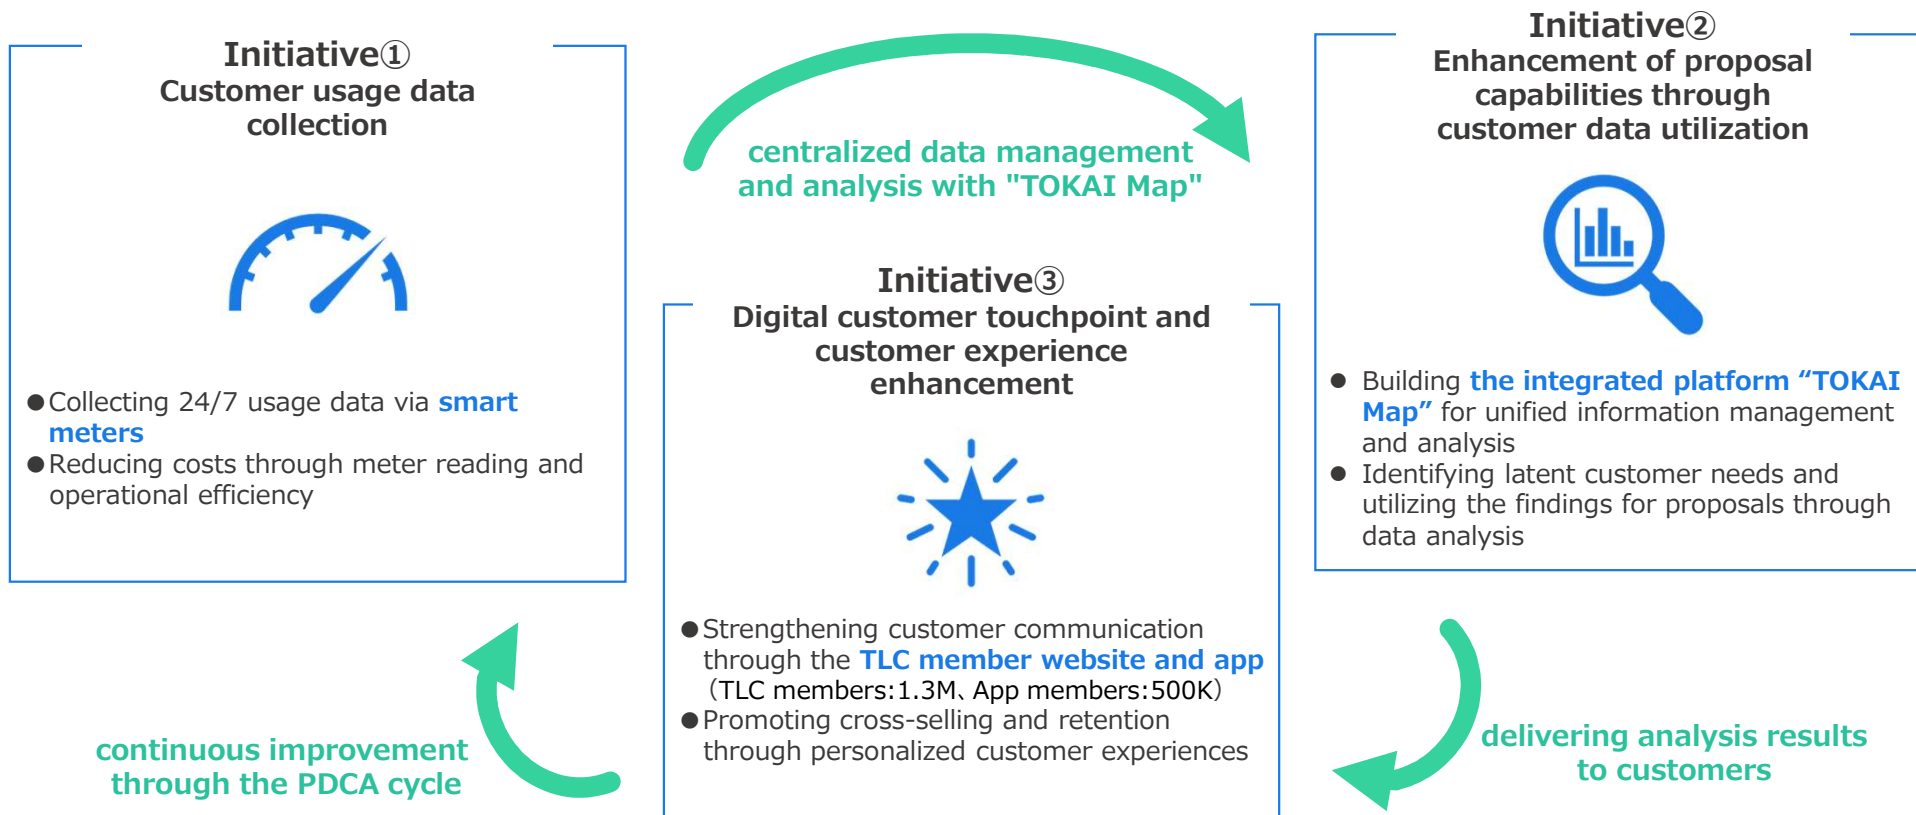 Initiative①
Customer usage data
collection
●Collecting 24/7 usage data via smart
meters
●Reducing costs through meter reading and
operational efficiency
centralized data management
and analysis with "TOKAI Map"
Initiative②
Enhancement of proposal
capabilities through
customer data utilization
● Building the integrated platform “TOKAI
Map” for unified information management
and analysis
● Identifying latent customer needs and
utilizing the findings for proposals through
data analysis
Initiative③
Digital customer touchpoint and
customer experience
enhancement
●Strengthening customer communication
through the TLC member website and app
（TLC members:1.3M、App members:500K）
●Promoting cross-selling and retention
through personalized customer experiences
delivering analysis results
to customers
continuous improvement
through the PDCA cycle